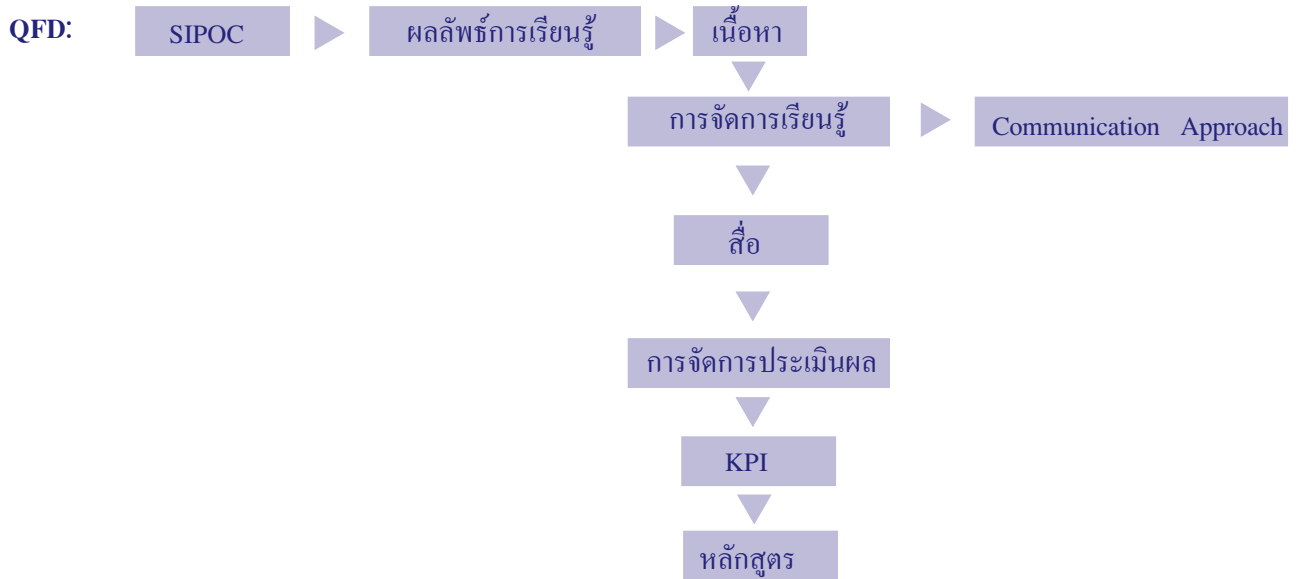 QFD: SIPOC ผลลัพธ์การเรียนรู้ เนื้อหา
การจัดการเรียนรู้ Communication Approach
สื่อ
การจัดการประเมินผล
KPI
หลักสูตร